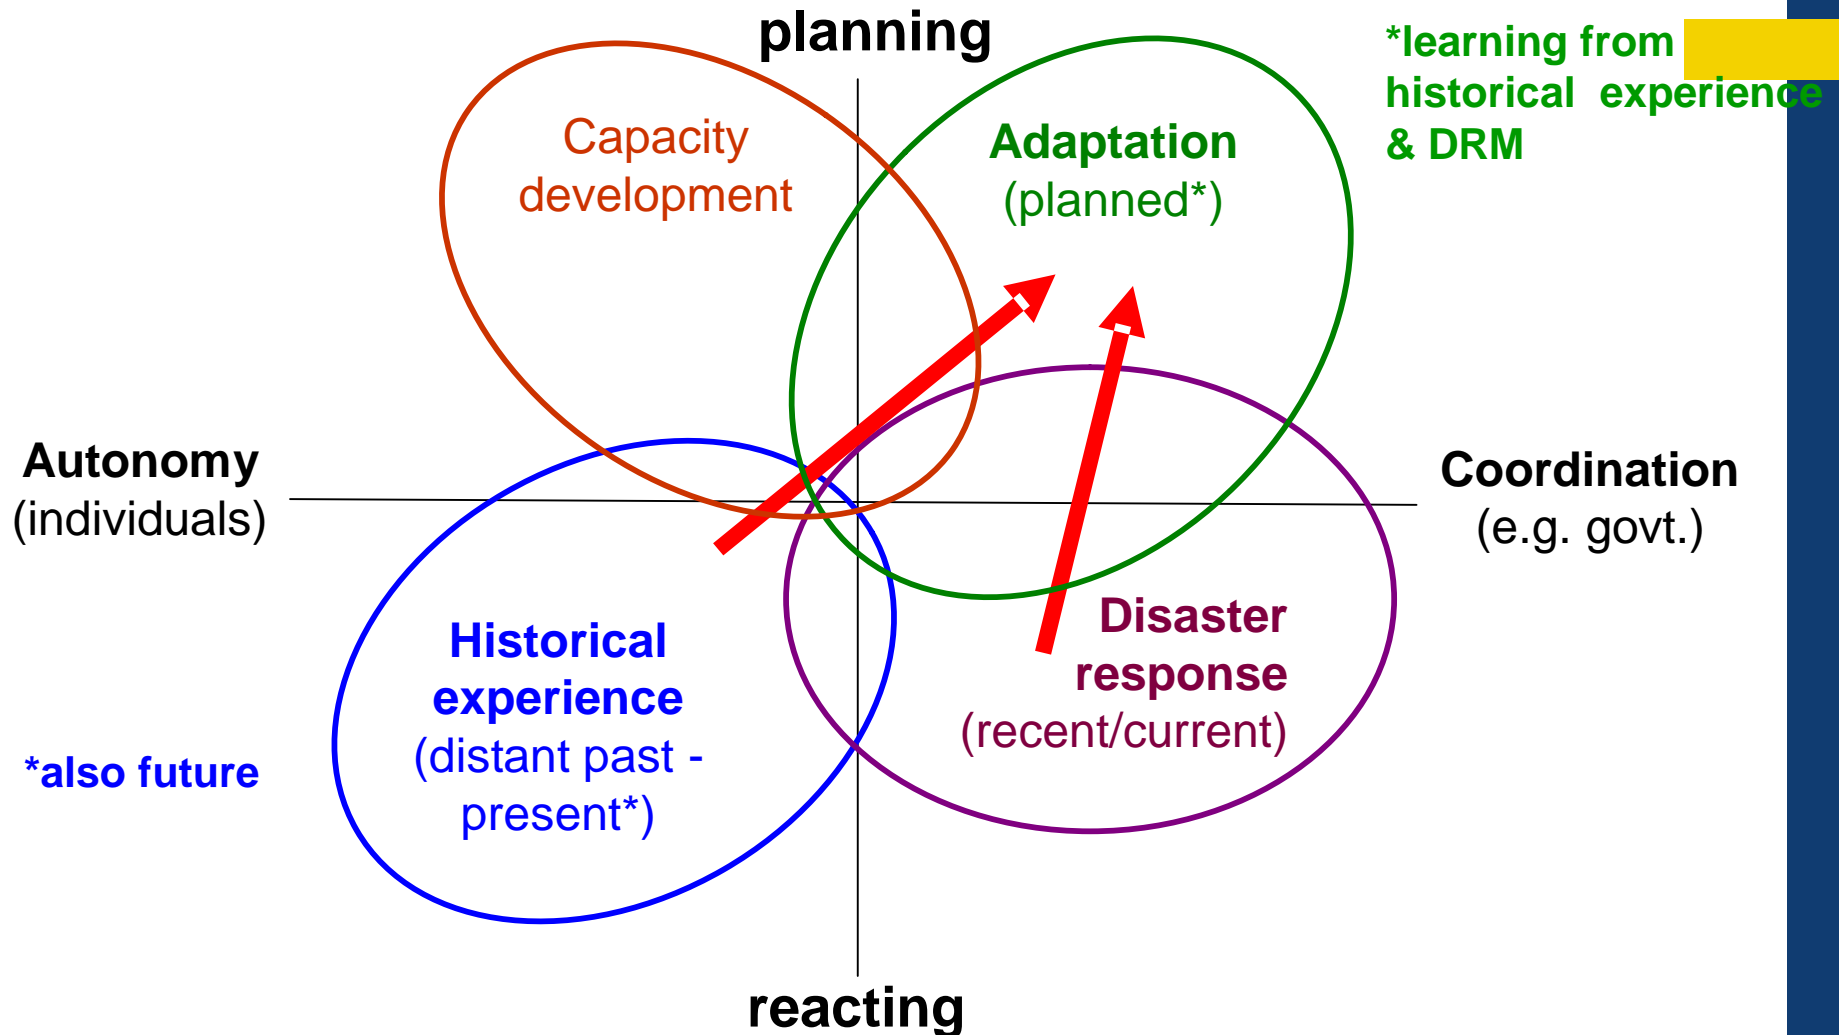 planning
*learning from
historical experience
& DRM
Capacity
development
Adaptation
(planned*)
Autonomy
(individuals)
Coordination
(e.g. govt.)
Historical
experience
(distant past -
present*)
*also future
Disaster
response
(recent/current)
reacting